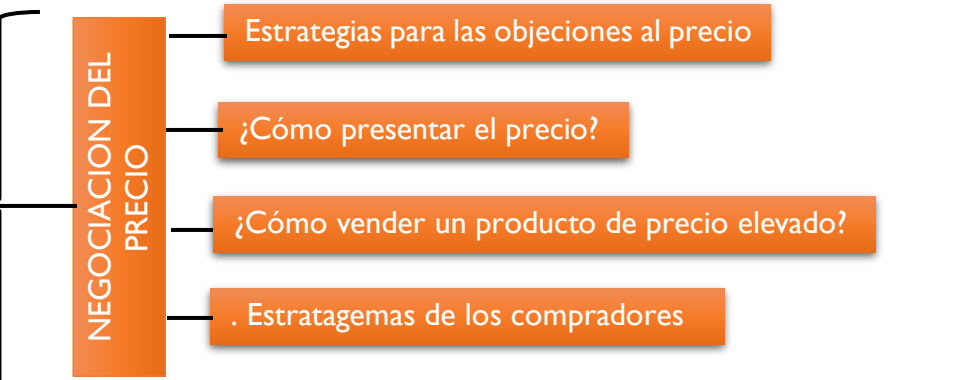 NEGOCIACION DEL
PRECIO
Estrategias para las objeciones al precio
¿Cómo presentar el precio?
¿Cómo vender un producto de precio elevado?
. Estratagemas de los compradores